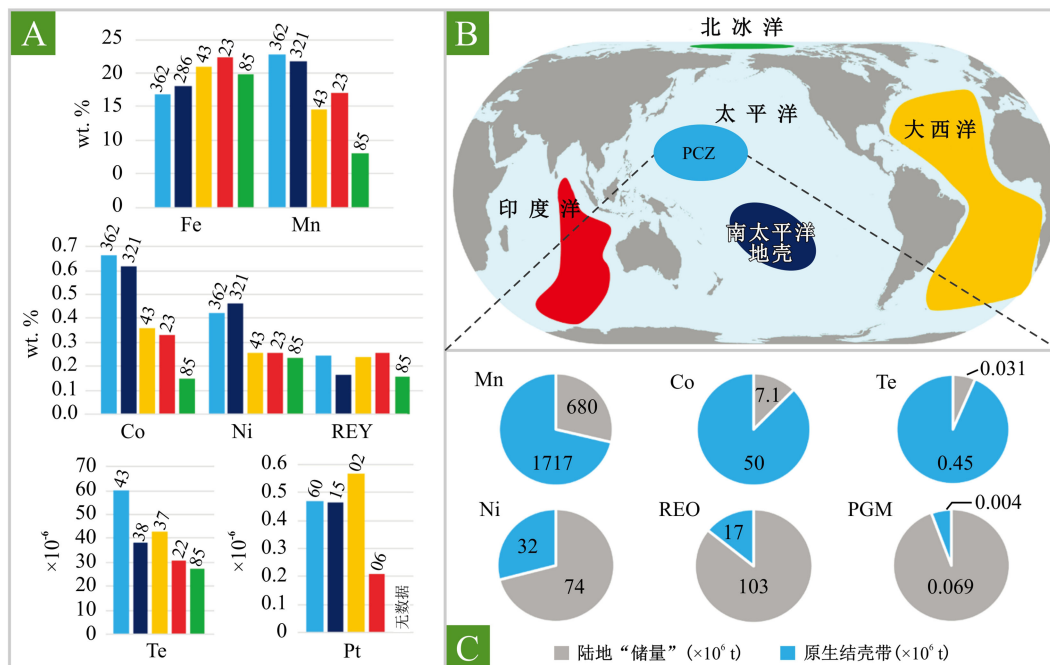 A
25
20
15
10
0
0
wt. %
362
286
43
23
85
362
321
43
23
85
Fe
Mn
0.7
0.6
0.5
0.4
0.2
0.1
0.0
wt. %
362
321
43
23
85
362
321
43
23
85
85
Co
Ni
REY
70
60
50
40
30
20
10
0
×10⁻⁶
43
38
37
22
85
Te
0.6
0.5
0.4
0.3
0.2
0.1
0
×10⁻⁶
60
15
02
06
无数据
Pt
B
北冰洋
太平洋
大西洋
PCZ
印度洋
南太平洋
地壳
Mn
680
1717
Co
7.1
50
Te
0.031
0.45
Ni
32
74
REO
17
103
PGM
0.004
0.069
C
陆地“储量”(×10⁶ t)
原生结壳带(×10⁶ t)